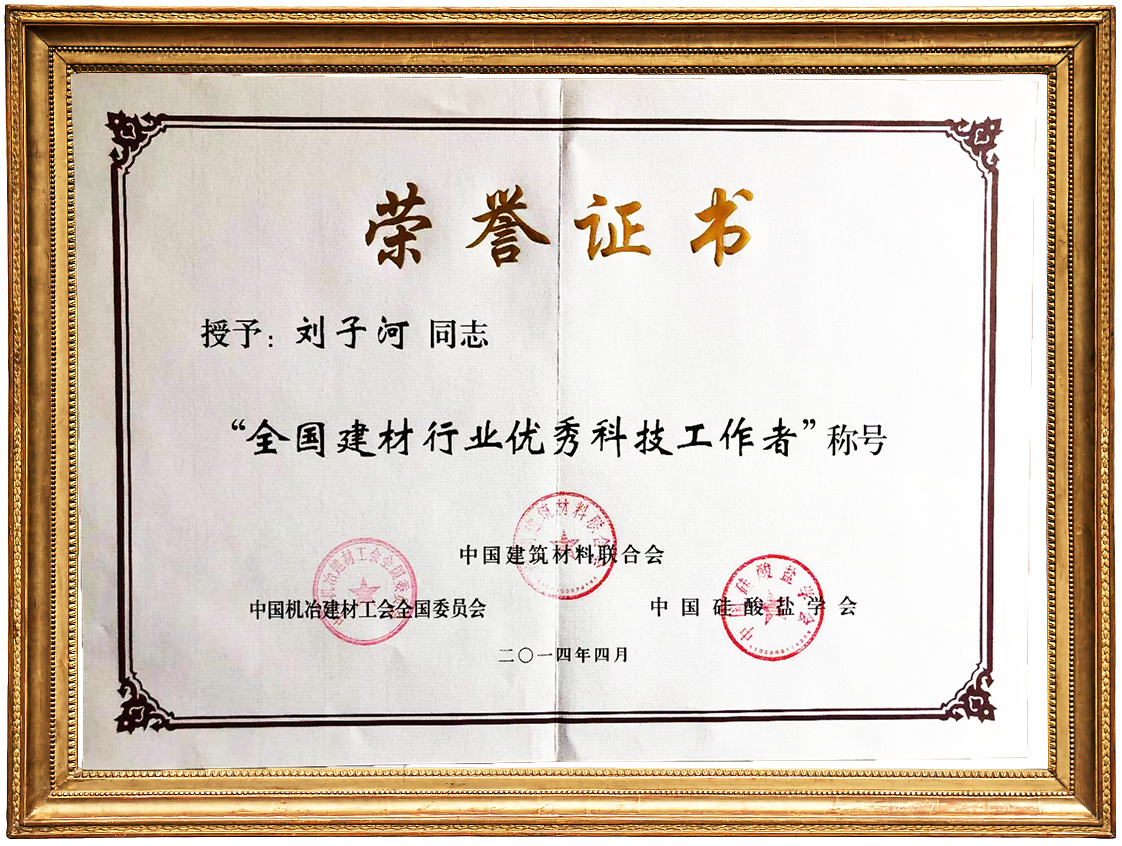 荣誉证书
授予：刘子河 同志
“全国建材行业优秀科技工作者”称号
中国建筑材料联合会
中国机冶建材工会全国委员会
中国硅酸盐学会
二〇一四年四月